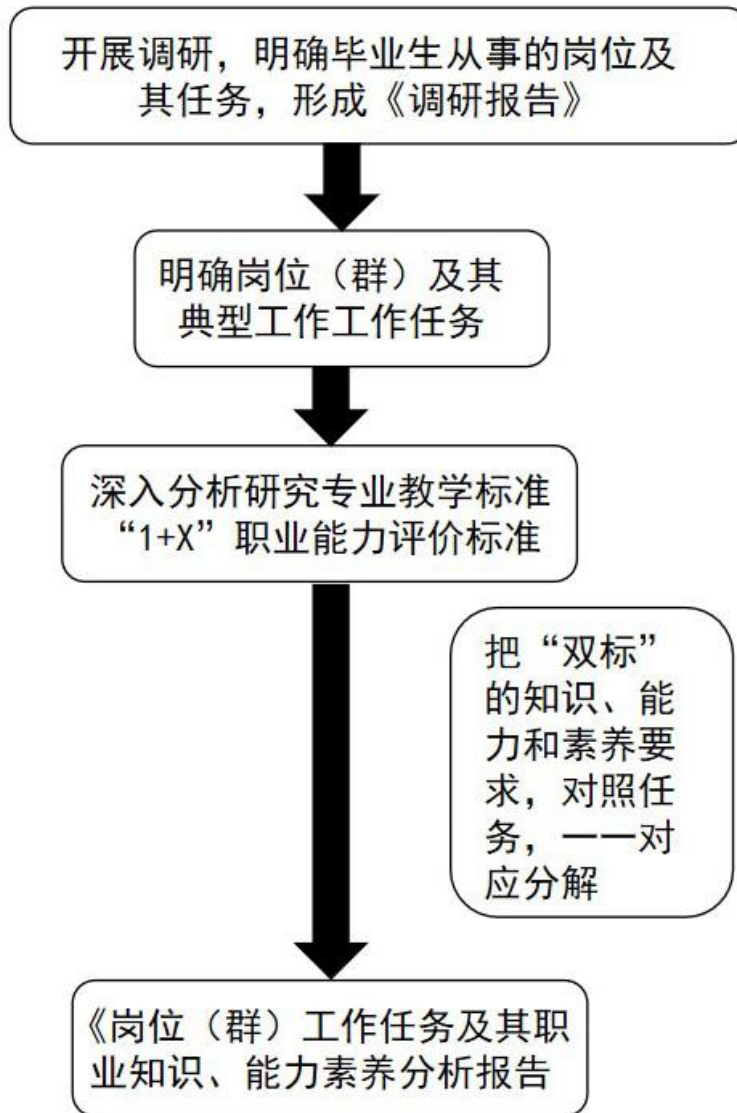 开展调研，明确毕业生从事的岗位及
其任务，形成《调研报告》
明确岗位（群）及其
典型工作工作任务
深入分析研究专业教学标准
“1+X”职业能力评价标准
把“双标”
的知识、能
力和素养要
求，对照任
务，一一对
应分解
《岗位（群）工作任务及其职
业知识、能力素养分析报告